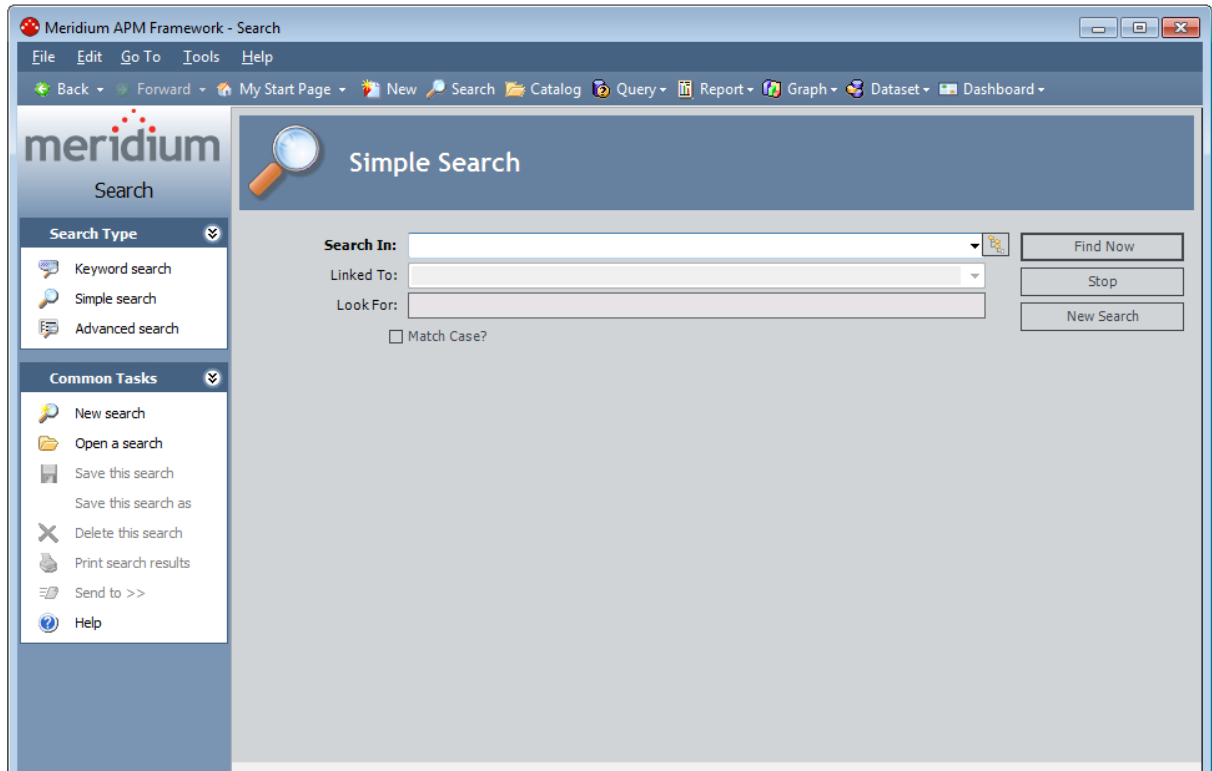 Meridium APM Framework - Search
File Edit Go To Tools Help
Back Forward My Start Page New Search Catalog Query Report Graph Dataset Dashboard
meridium
Search
Simple Search
Search Type
Keyword search
Simple search
Advanced search
Common Tasks
New search
Open a search
Save this search
Save this search as
Delete this search
Print search results
Send to >>
Help
Search In:
Linked To:
Look For:
Match Case?
Find Now
Stop
New Search